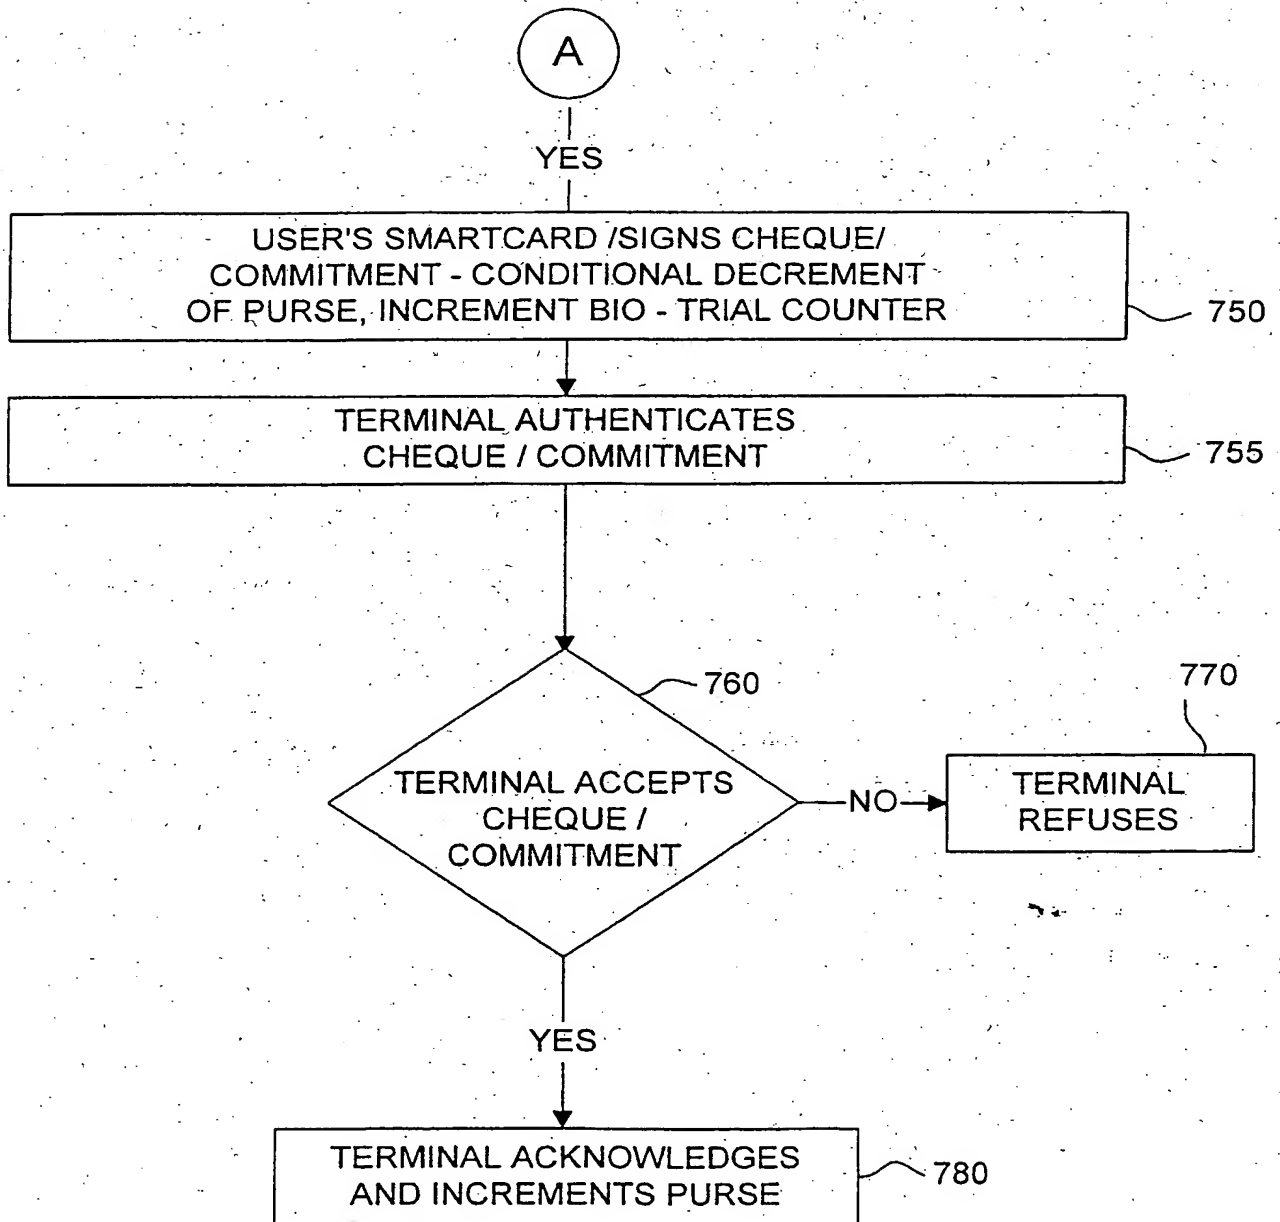 A
YES
USER'S SMARTCARD /SIGNS CHEQUE/
COMMITMENT - CONDITIONAL DECREMENT
OF PURSE, INCREMENT BIO - TRIAL COUNTER
750
TERMINAL AUTHENTICATES
CHEQUE / COMMITMENT
755
760
TERMINAL ACCEPTS
CHEQUE /
COMMITMENT
NO
770
TERMINAL
REFUSES
YES
TERMINAL ACKNOWLEDGES
AND INCREMENTS PURSE
780